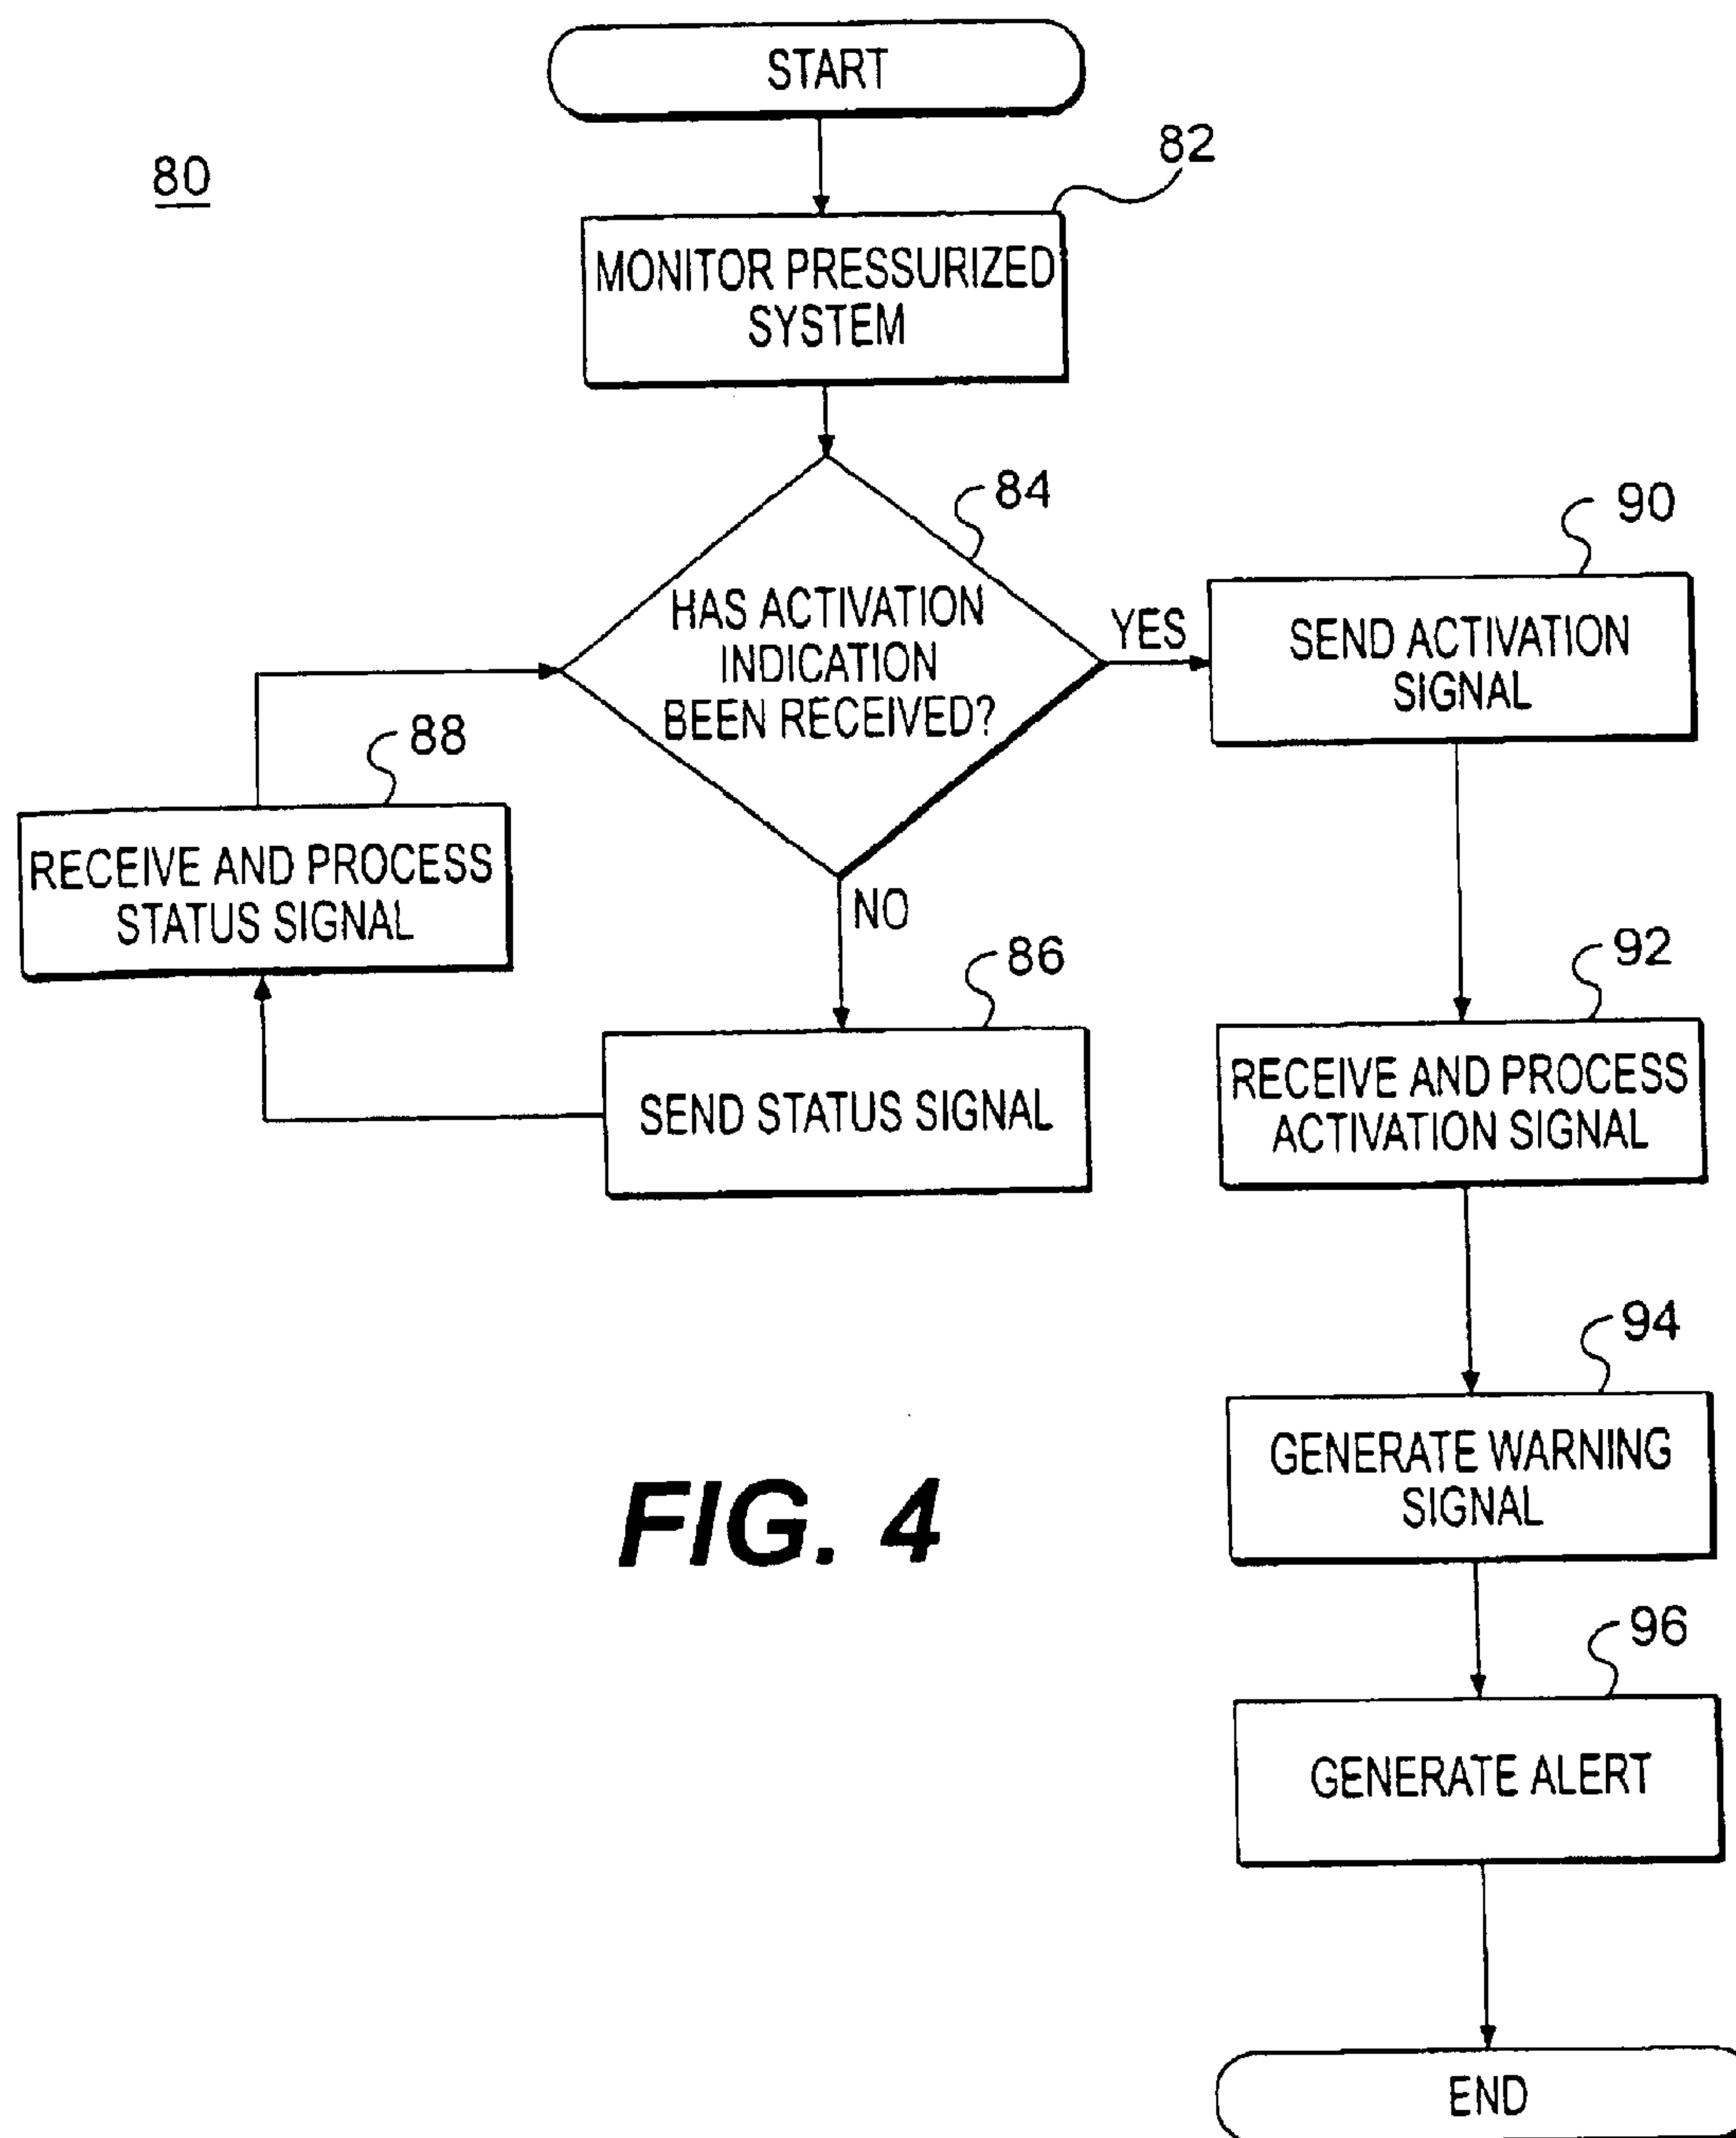 START
80
82
MONITOR PRESSURIZED
SYSTEM
84
HAS ACTIVATION
INDICATION
BEEN RECEIVED?
YES
90
SEND ACTIVATION
SIGNAL
88
RECEIVE AND PROCESS
STATUS SIGNAL
NO
86
SEND STATUS SIGNAL
92
RECEIVE AND PROCESS
ACTIVATION SIGNAL
94
GENERATE WARNING
SIGNAL
FIG. 4
96
GENERATE ALERT
END